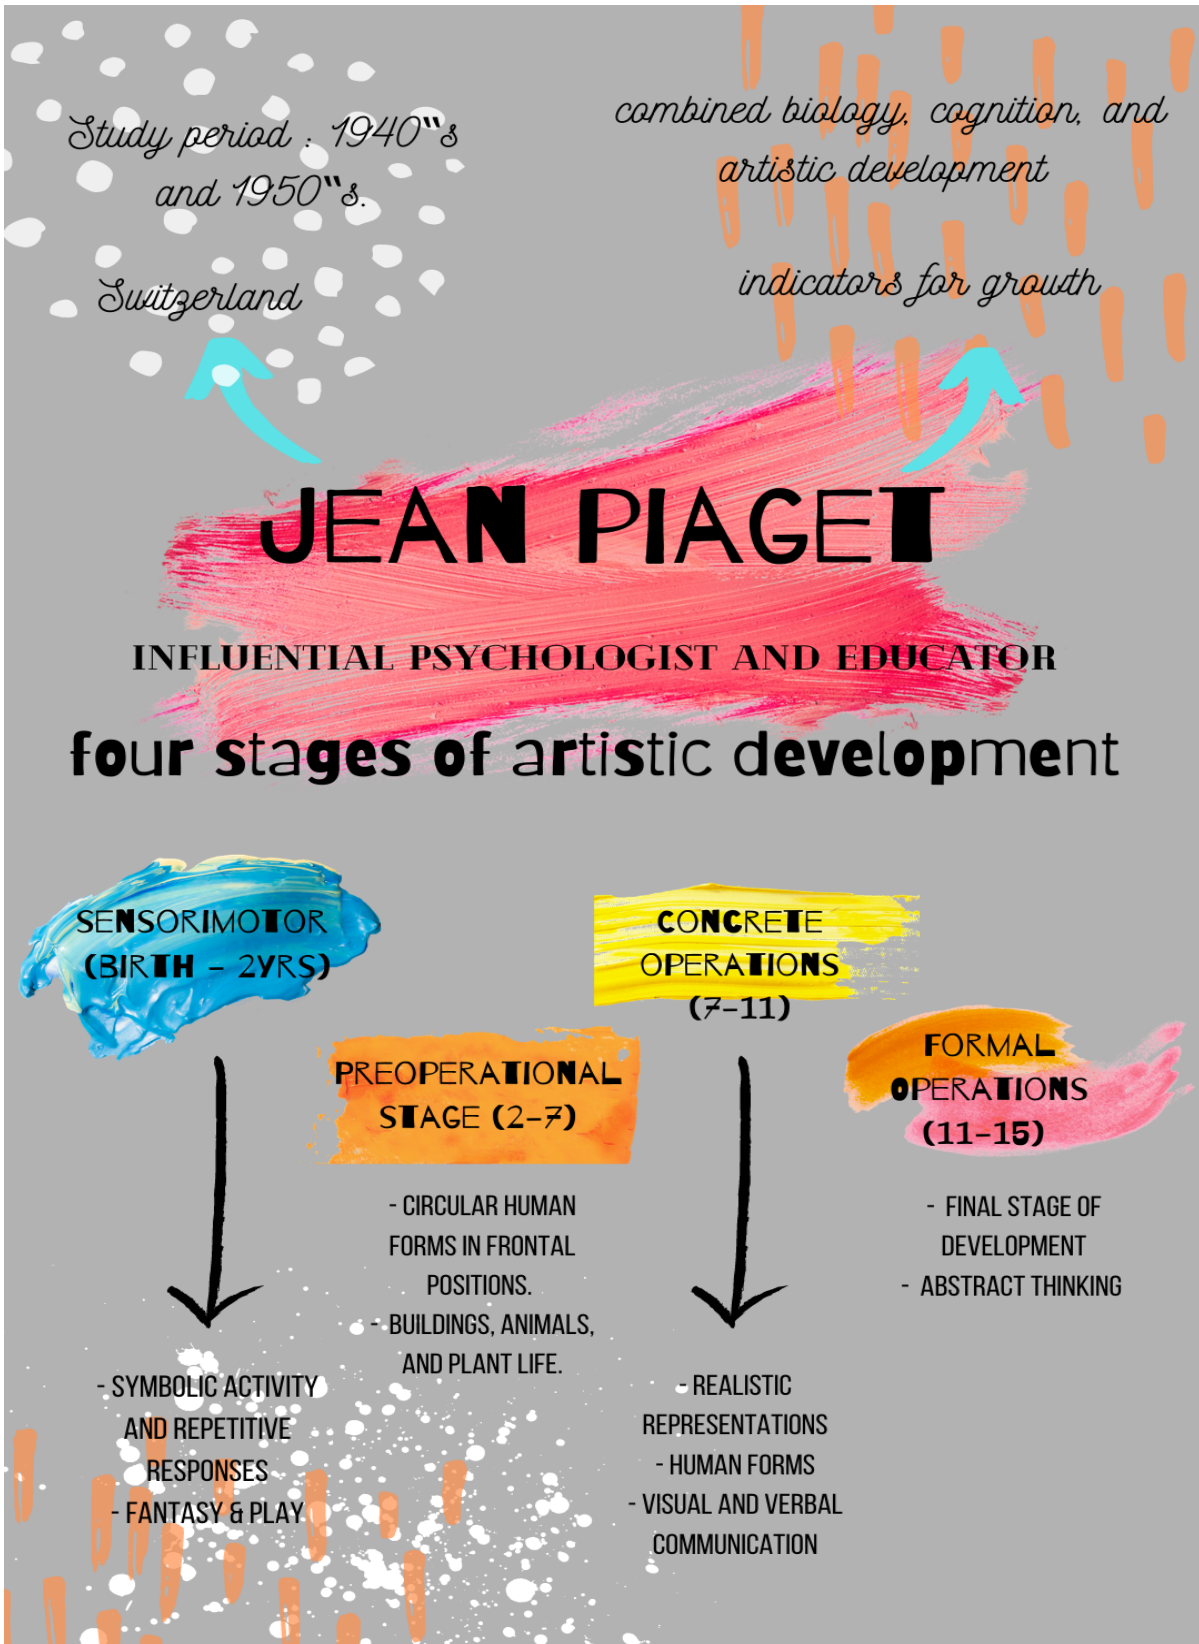 Study period : 1940"s
and 1950"s.
Switzerland
combined biology, cognition, and
artistic development
indicators for growth
JEAN PIAGET
INFLUENTIAL PSYCHOLOGIST AND EDUCATOR
four stages of artistic development
SENSORIMOTOR
(BIRTH - 2YRS)
- SYMBOLIC ACTIVITY
AND REPETITIVE
RESPONSES
- FANTASY & PLAY
PREOPERATIONAL
STAGE (2-7)
- CIRCULAR HUMAN
FORMS IN FRONTAL
POSITIONS.
- BUILDINGS, ANIMALS,
AND PLANT LIFE.
CONCRETE
OPERATIONS
(7-11)
- REALISTIC
REPRESENTATIONS
- HUMAN FORMS
- VISUAL AND VERBAL
COMMUNICATION
FORMAL
OPERATIONS
(11-15)
- FINAL STAGE OF
DEVELOPMENT
- ABSTRACT THINKING